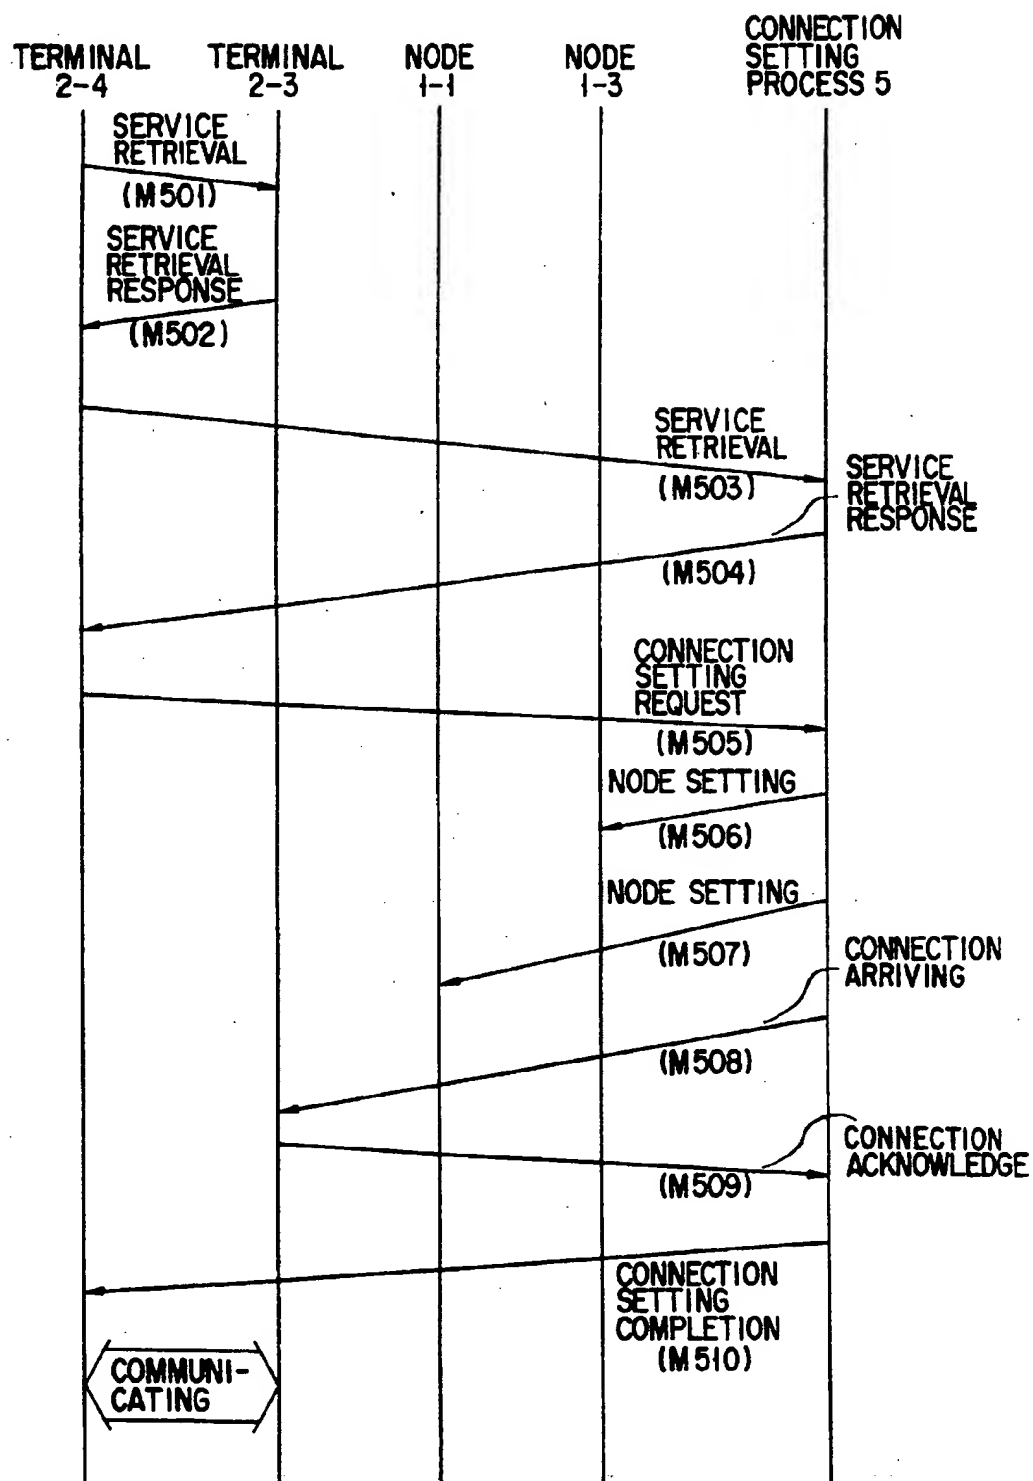 TERMINAL
2-4
TERMINAL
2-3
NODE
1-1
NODE
1-3
CONNECTION
SETTING
PROCESS 5
SERVICE
RETRIEVAL
(M501)
SERVICE
RETRIEVAL
RESPONSE
(M502)
SERVICE
RETRIEVAL
(M503)
SERVICE
RETRIEVAL
RESPONSE
(M504)
CONNECTION
SETTING
REQUEST
(M505)
NODE SETTING
(M506)
NODE SETTING
(M507)
CONNECTION
ARRIVING
(M508)
CONNECTION
ACKNOWLEDGE
(M509)
CONNECTION
SETTING
COMPLETION
(M510)
COMMUNI-
CATING